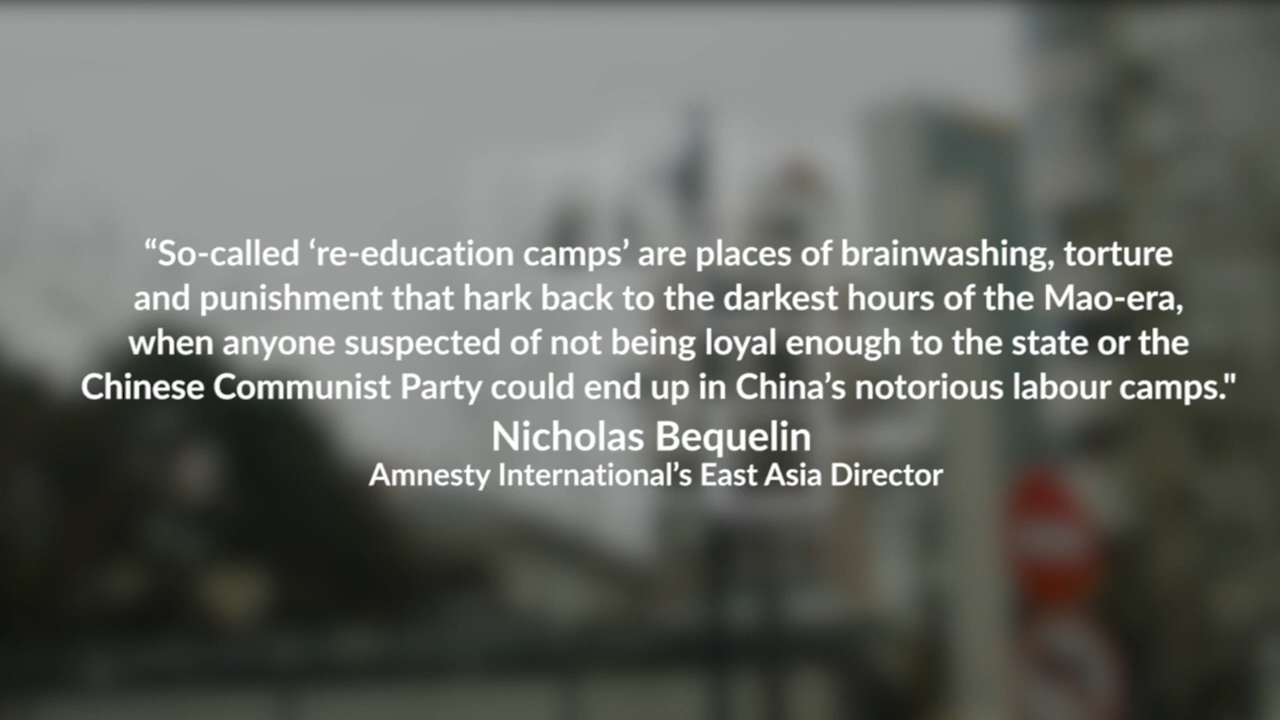 “So-called ‘re-education camps’ are places of brainwashing, torture
and punishment that hark back to the darkest hours of the Mao-era,
when anyone suspected of not being loyal enough to the state or the
Chinese Communist Party could end up in China’s notorious labour camps."
Nicholas Bequelin
Amnesty International’s East Asia Director